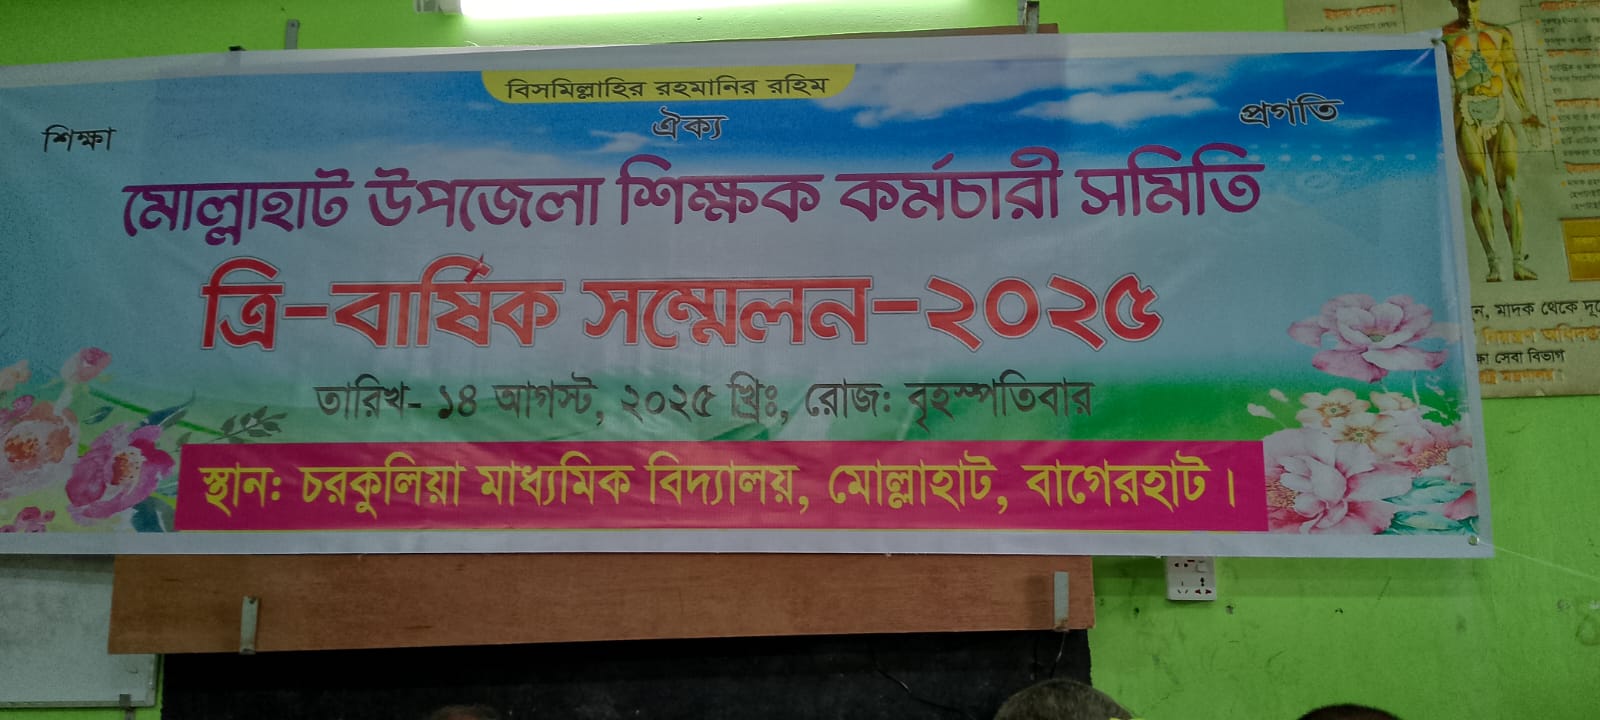 বিসমিল্লাহির রহমানির রহিম
শিক্ষা
ঐক্য
প্রগতি
মোল্লাহাট উপজেলা শিক্ষক কর্মচারী সমিতি
ত্রি-বার্ষিক সম্মেলন-২০২৫
তারিখ- ১৪ আগস্ট, ২০২৫ খ্রিঃ, রোজ: বৃহস্পতিবার
স্থান: চরকুলিয়া মাধ্যমিক বিদ্যালয়, মোল্লাহাট, বাগেরহাট।
মাদক থেকে দূরে
সেবা বিভাগ